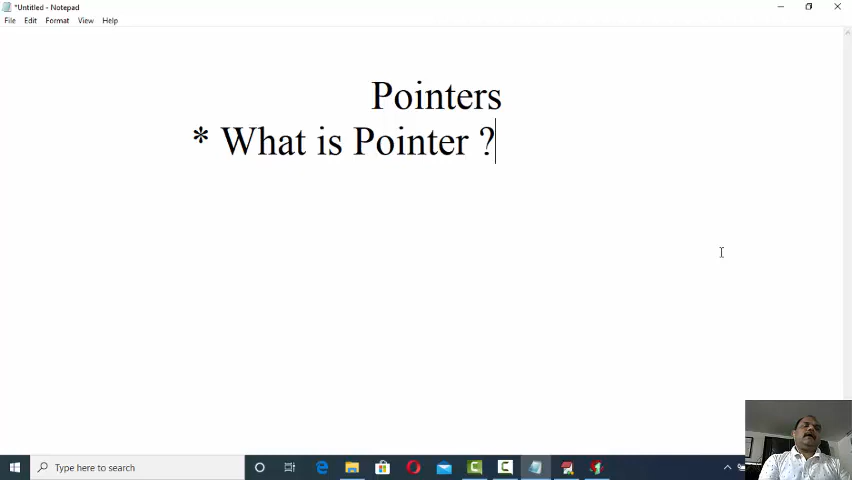 *Untitled - Notepad
File Edit Format View Help
Pointers
* What is Pointer ?
Type here to search